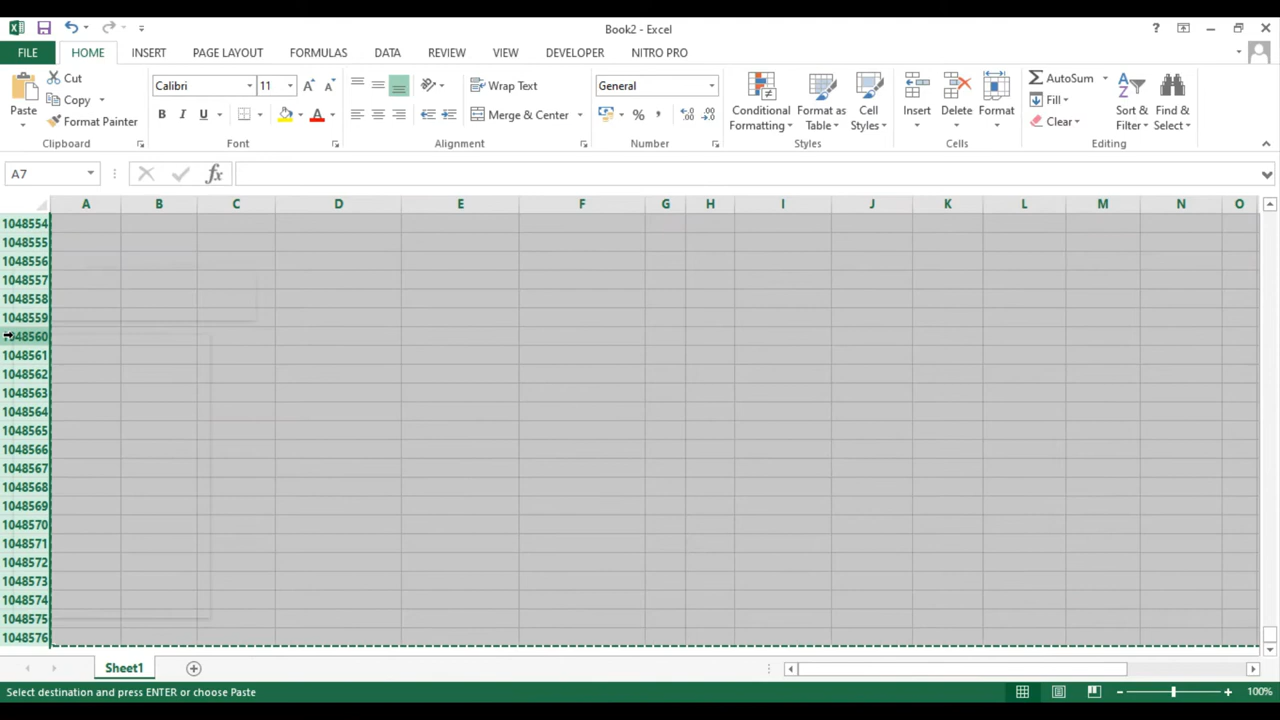 Book2 - Excel
?
FILE HOME INSERT PAGE LAYOUT FORMULAS DATA REVIEW VIEW DEVELOPER NITRO PRO
Paste
Cut
Copy
Format Painter
Clipboard
Calibri 11
B I U
Font
Wrap Text
Merge & Center
Alignment
General
%
Number
Conditional Formatting
Format as Table
Cell Styles
Styles
Insert
Delete
Format
Cells
AutoSum
Fill
Clear
Sort & Filter
Find & Select
Editing
A7
fx
A B C D E F G H I J K L M N O
1048554
1048555
1048556
1048557
1048558
1048559
1048560
1048561
1048562
1048563
1048564
1048565
1048566
1048567
1048568
1048569
1048570
1048571
1048572
1048573
1048574
1048575
1048576
Sheet1
Select destination and press ENTER or choose Paste
100%